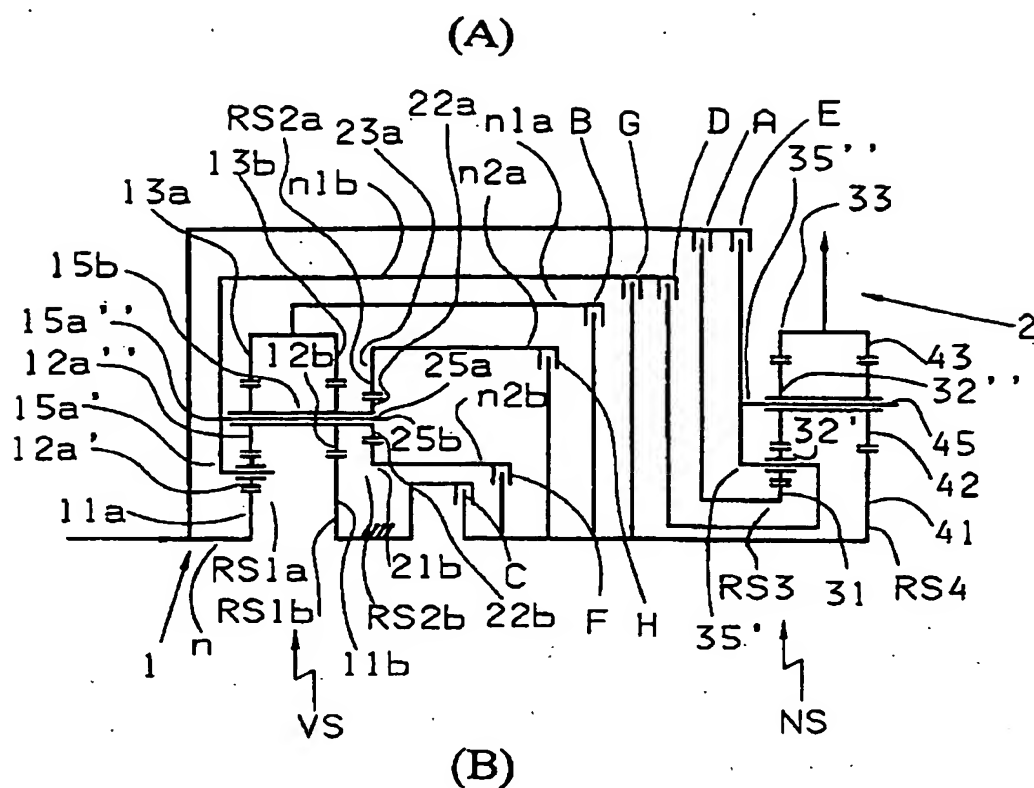 (A)
RS2a 23a 22a n1a B G D A E
13b n1b n2a 35''
13a 33
15b
15a''
12a'' 12b 25a 43 2
15a' n2b 32''
12a' 25b 32' 45
11a 42
41
RS1a 21b C RS3 31 RS4
1 n RS1b RS2b 22b F H 35'
11b
VS NS
(B)